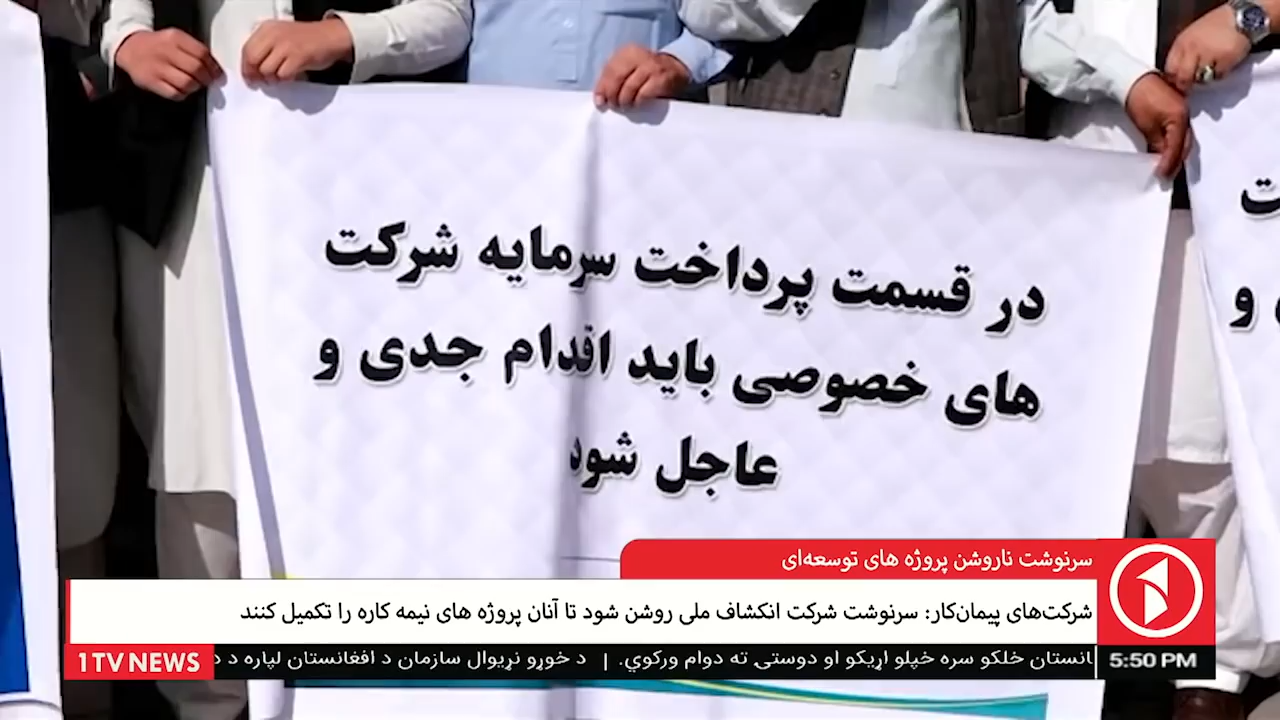 در قسمت پرداخت سرمایه شرکت
های خصوصی باید اقدام جدی و
عاجل شود
ت
و
سرنوشت ناروشن پروژه های توسعه‌ای
شرکت‌های پیمان‌کار: سرنوشت شرکت انکشاف ملی روشن شود تا آنان پروژه های نیمه کاره را تکمیل کنند
1TV NEWS
خلکو سره خپلو اړیکو او دوستۍ ته دوام ورکوي. | د خوړو نړیوال سازمان د افغانستان لپاره د
5:50 PM